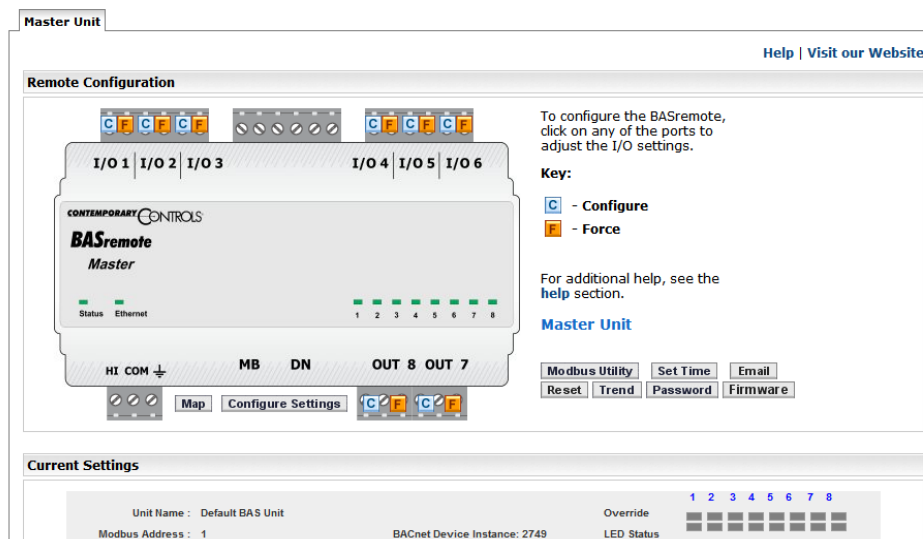 Master Unit
Help | Visit our Website
Remote Configuration
C F C F C F C F C F C F
I/O 1 I/O 2 I/O 3 I/O 4 I/O 5 I/O 6
To configure the BASremote,
click on any of the ports to
adjust the I/O settings.
Key:
C - Configure
F - Force
CONTEMPORARY CONTROLS
BASremote
Master
Status Ethernet 1 2 3 4 5 6 7 8
For additional help, see the
help section.
Master Unit
HI COM MB DN OUT 8 OUT 7
Map Configure Settings C F C F
Modbus Utility Set Time Email
Reset Trend Password Firmware
Current Settings
1 2 3 4 5 6 7 8
Unit Name : Default BAS Unit Override
Modbus Address : 1 BACnet Device Instance: 2749 LED Status